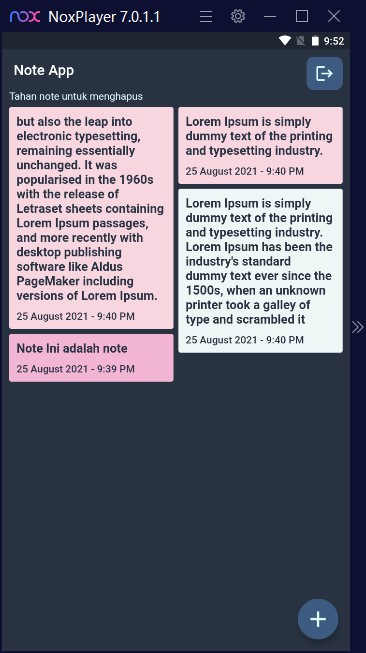 nox NoxPlayer 7.0.1.1
9:52
Note App
Tahan note untuk menghapus
but also the leap into
electronic typesetting,
remaining essentially
unchanged. It was
popularised in the 1960s
with the release of
Letraset sheets containing
Lorem Ipsum passages,
and more recently with
desktop publishing
software like Aldus
PageMaker including
versions of Lorem Ipsum.
25 August 2021 - 9:40 PM
Note Ini adalah note
25 August 2021 - 9:39 PM
Lorem Ipsum is simply
dummy text of the printing
and typesetting industry.
25 August 2021 - 9:40 PM
Lorem Ipsum is simply
dummy text of the printing
and typesetting industry.
Lorem Ipsum has been the
industry's standard
dummy text ever since the
1500s, when an unknown
printer took a galley of
type and scrambled it
25 August 2021 - 9:40 PM